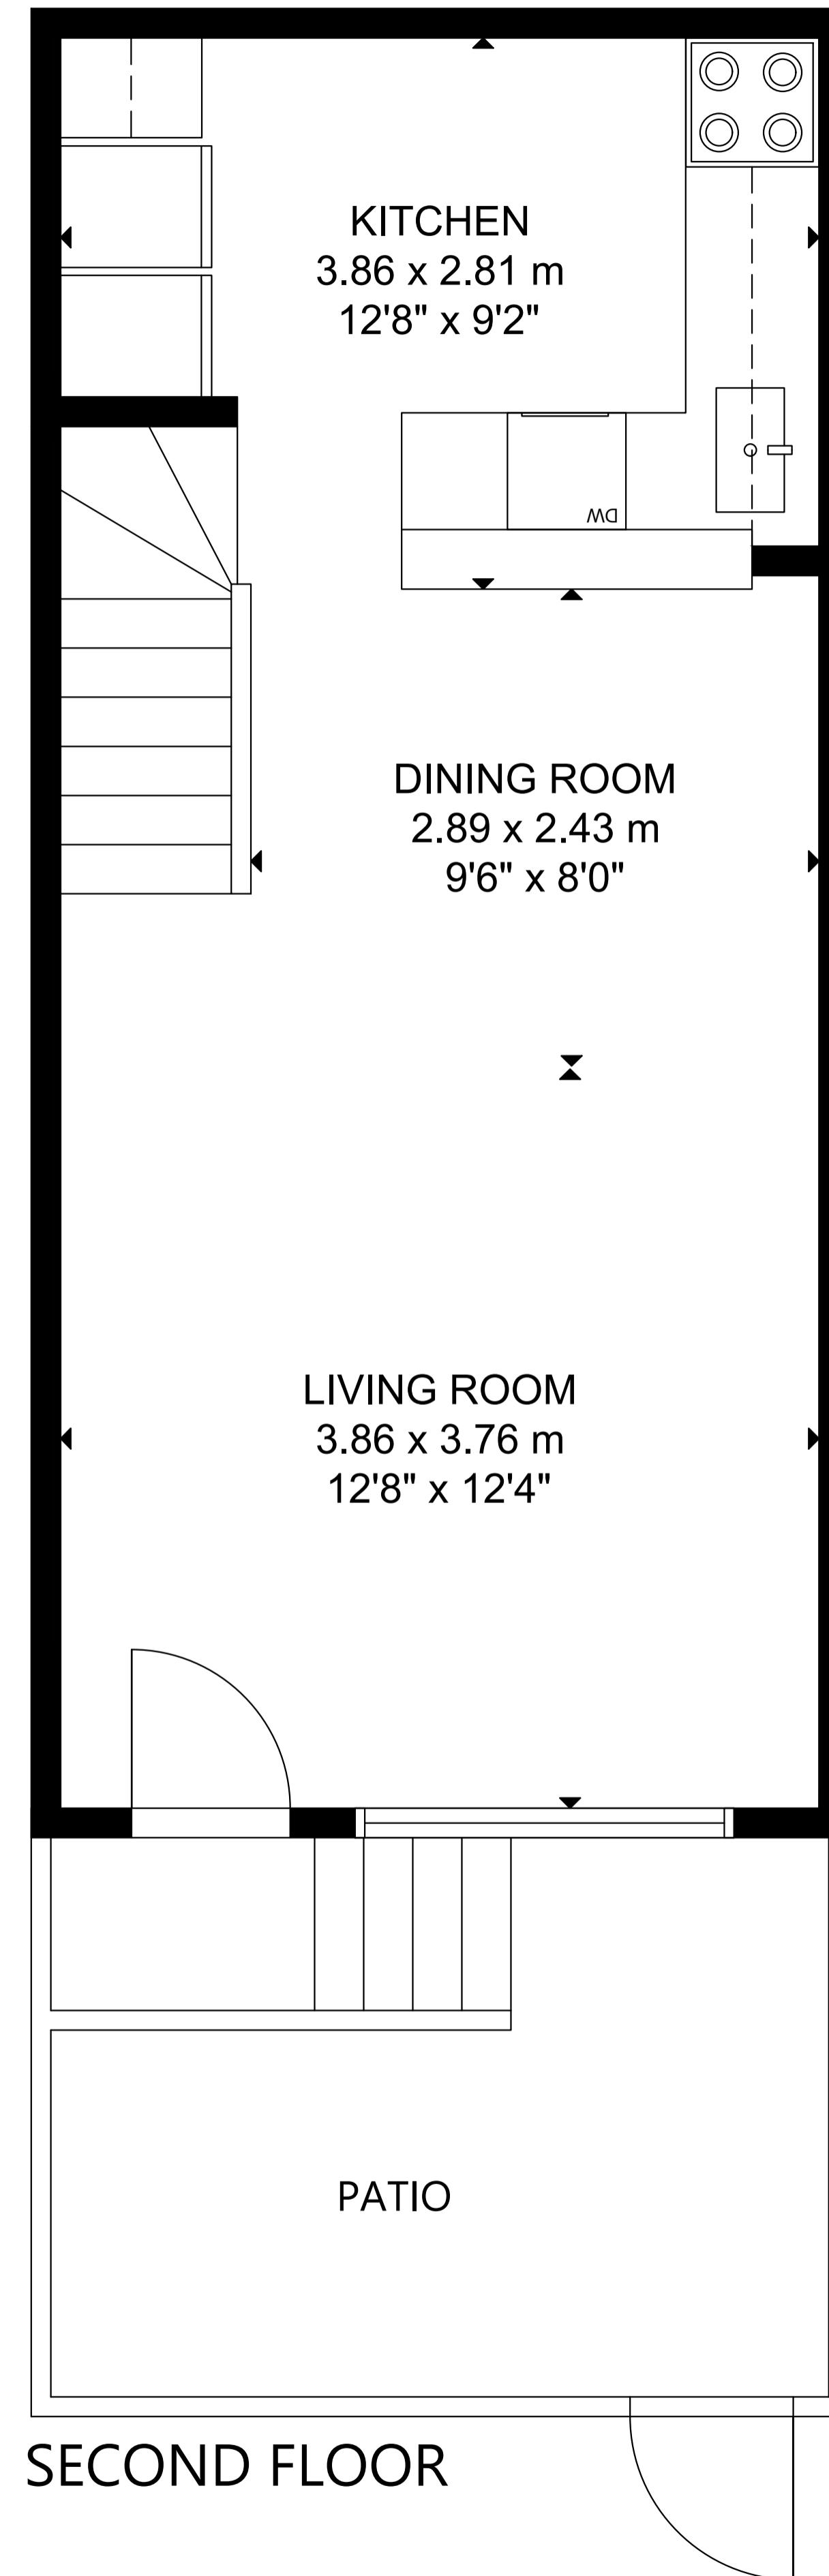 KITCHEN
3.86 x 2.81 m
12'8" x 9'2"
DW
DINING ROOM
2.89 x 2.43 m
9'6" x 8'0"
LIVING ROOM
3.86 x 3.76 m
12'8" x 12'4"
PATIO
SECOND FLOOR